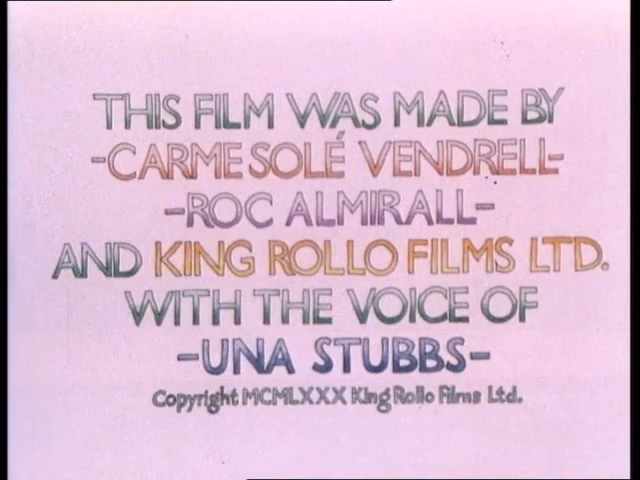 THIS FILM WAS MADE BY
-CARME SOLÉ VENDRELL-
-ROC ALMIRALL-
AND KING ROLLO FILMS LTD.
WITH THE VOICE OF
-UNA STUBBS-
Copyright MCMLXXX King Rollo Films Ltd.